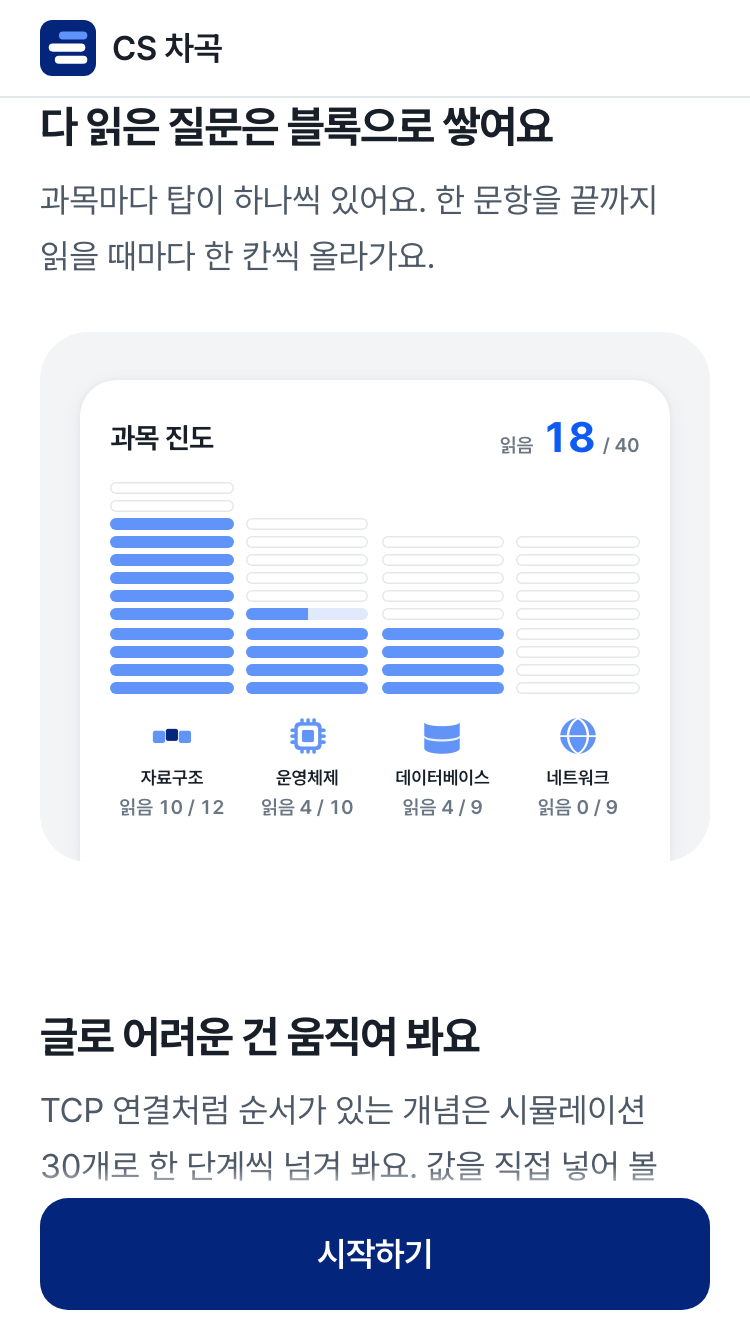 CS 차곡
다 읽은 질문은 블록으로 쌓여요
과목마다 탑이 하나씩 있어요. 한 문항을 끝까지
읽을 때마다 한 칸씩 올라가요.
과목 진도
읽음 18 / 40
자료구조
읽음 10 / 12
운영체제
읽음 4 / 10
데이터베이스
읽음 4 / 9
네트워크
읽음 0 / 9
글로 어려운 건 움직여 봐요
TCP 연결처럼 순서가 있는 개념은 시뮬레이션
30개로 한 단계씩 넘겨 봐요. 값을 직접 넣어 볼
시작하기